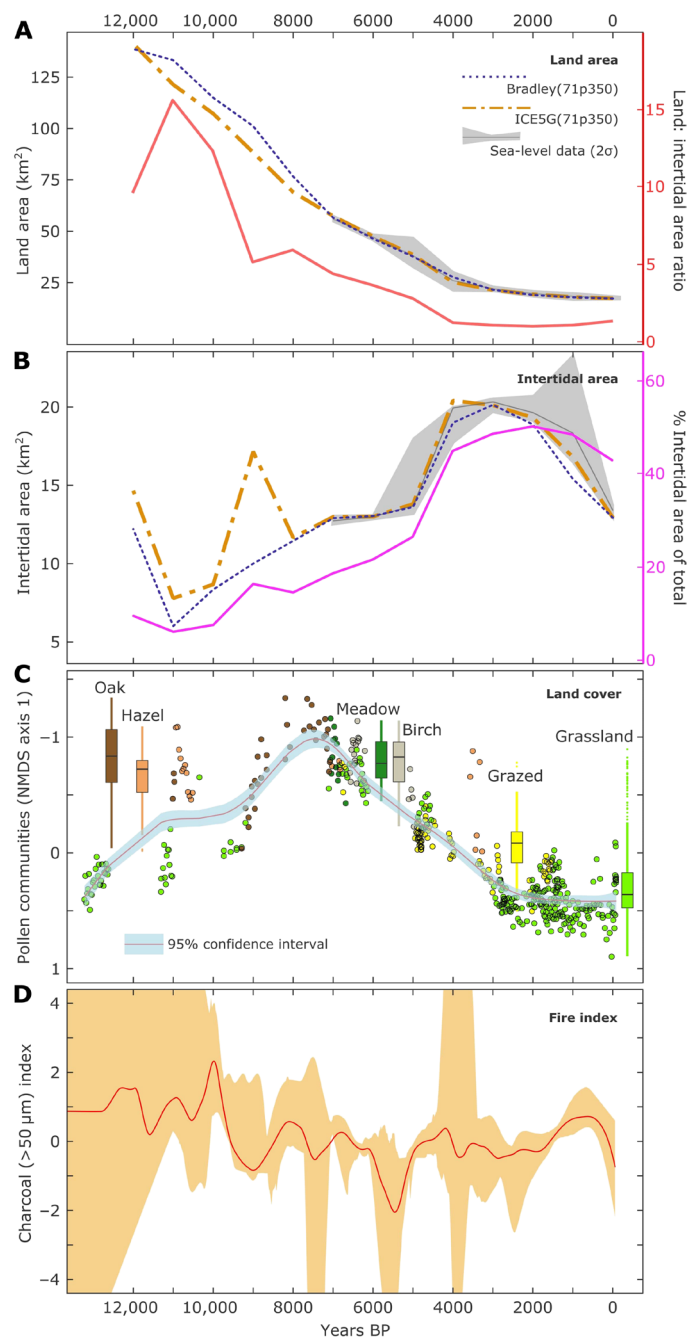 A
12,000 10,000 8000 6000 4000 2000 0
Land area
Bradley(71p350)
ICE5G(71p350)
Sea-level data (2σ)
125
100
75
50
25
Land area (km²)
15
10
5
0
Land: intertidal area ratio
B
Intertidal area
20
15
10
5
Intertidal area (km²)
60
40
20
0
% Intertidal area of total
C
Land cover
Oak
Hazel
Meadow
Birch
Grazed
Grassland
−1
0
1
Pollen communities (NMDS axis 1)
95% confidence interval
D
Fire index
4
2
0
−2
−4
Charcoal (>50 μm) index
12,000 10,000 8000 6000 4000 2000 0
Years BP